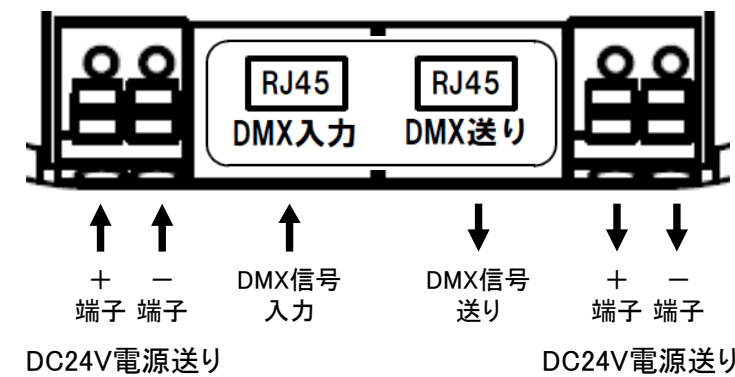 RJ45 RJ45
DMX入力 DMX送り
＋ － DMX信号 DMX信号 ＋ －
端子 端子 入力 送り 端子 端子
DC24V電源送り DC24V電源送り